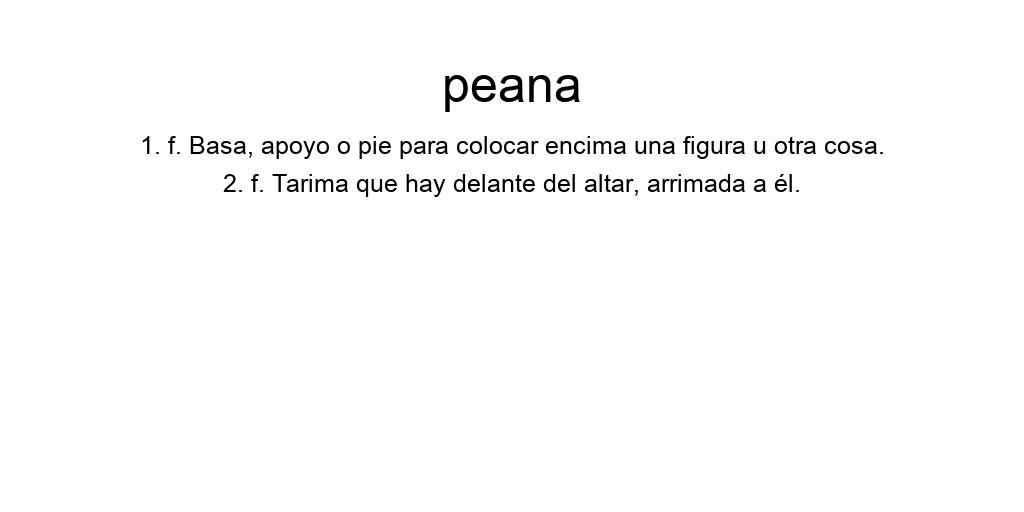 peana
1. f. Basa, apoyo o pie para colocar encima una figura u otra cosa.
2. f. Tarima que hay delante del altar, arrimada a él.